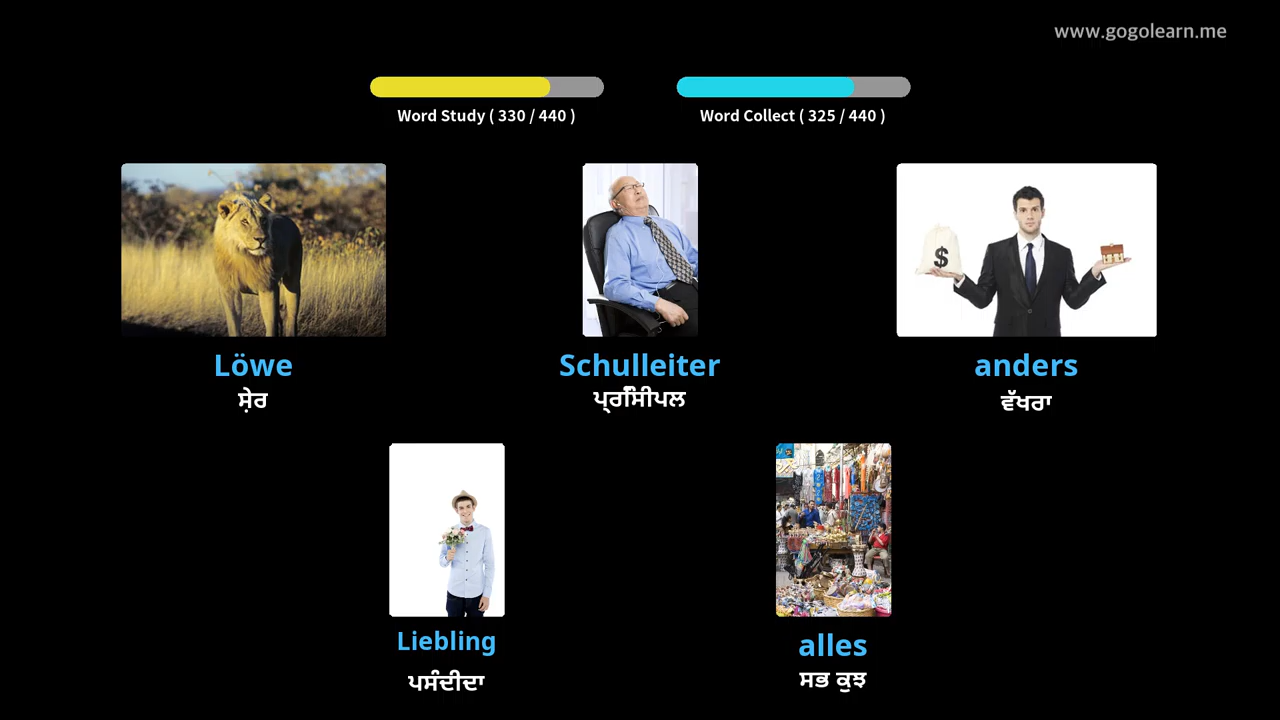 www.gogolearn.me
Word Study ( 330 / 440 )
Word Collect ( 325 / 440 )
$
Löwe
ਸ਼ੇਰ
Schulleiter
ਪ੍ਰਸਿੀਪਲ
anders
ਵੱਖਰਾ
Liebling
ਪਸੰਦੀਦਾ
alles
ਸਭ ਕੁਝ